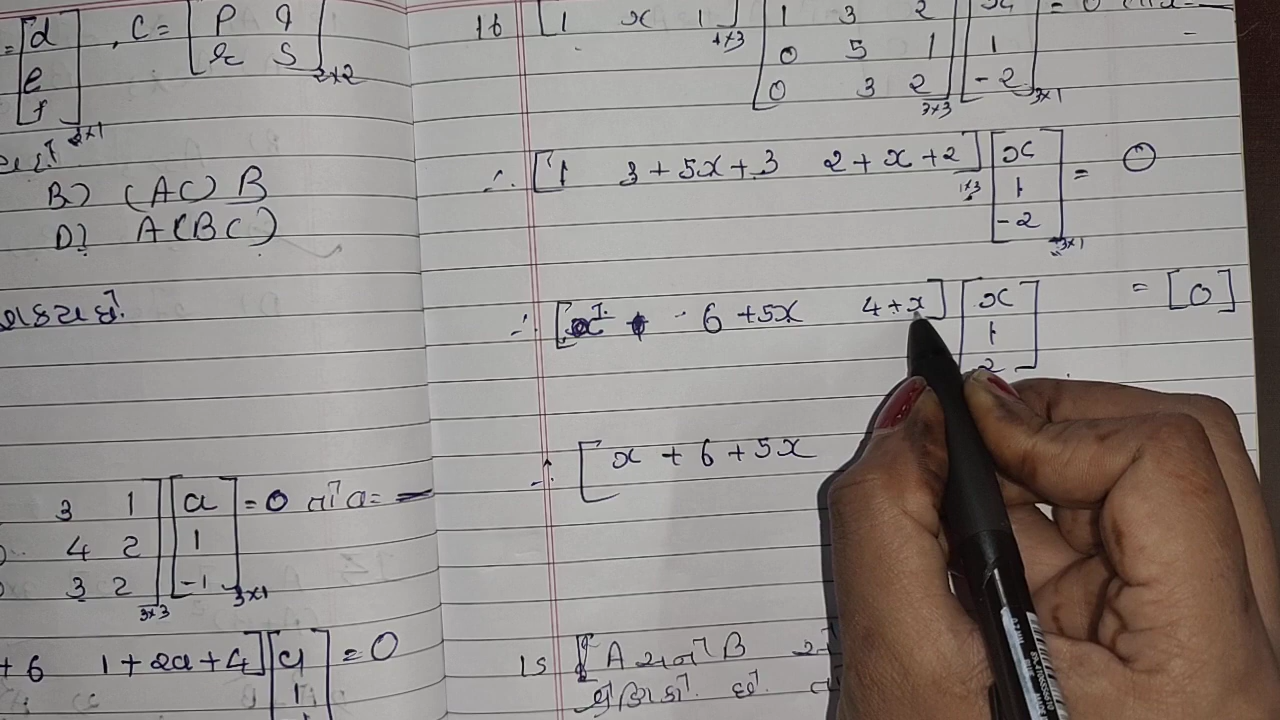 = [d], C = [p q]
[e] [r s] 2×2
[f] 3×1
B) (AC) B
D) A(BC)
3 1] [a] = 0 તો a = —
4 2] [1]
3 2] 3×3 [-1] 3×1
+ 6 1 + 2a + 4] [a] = 0
[1]
16 [1 x 1] 1×3 [1 3 2] [x] = 0
[0 5 1] [1]
[0 3 2] 3×3 [-2] 3×1
∴ [1 3 + 5x + 3 2 + x + 2] 1×3 [x] = 0
[1]
[-2] 3×1
∴ [1 6 + 5x 4 + x] [x] = [0]
[1]
2
∴ [x + 6 + 5x
15 A અને B